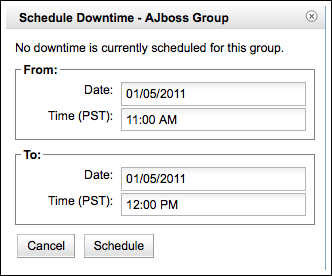 Schedule Downtime - AJboss Group
No downtime is currently scheduled for this group.
From:
Date: 01/05/2011
Time (PST): 11:00 AM
To:
Date: 01/05/2011
Time (PST): 12:00 PM
Cancel Schedule